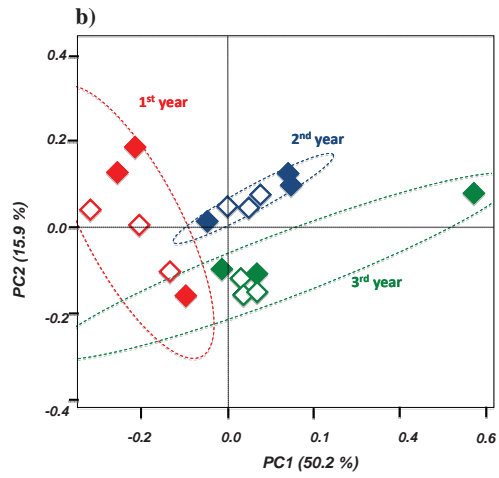 b)
0.4
0.2
0.0
-0.2
-0.4
PC2 (15.9 %)
1st year
2nd year
3rd year
-0.2
0.0
0.1
0.4
0.6
PC1 (50.2 %)